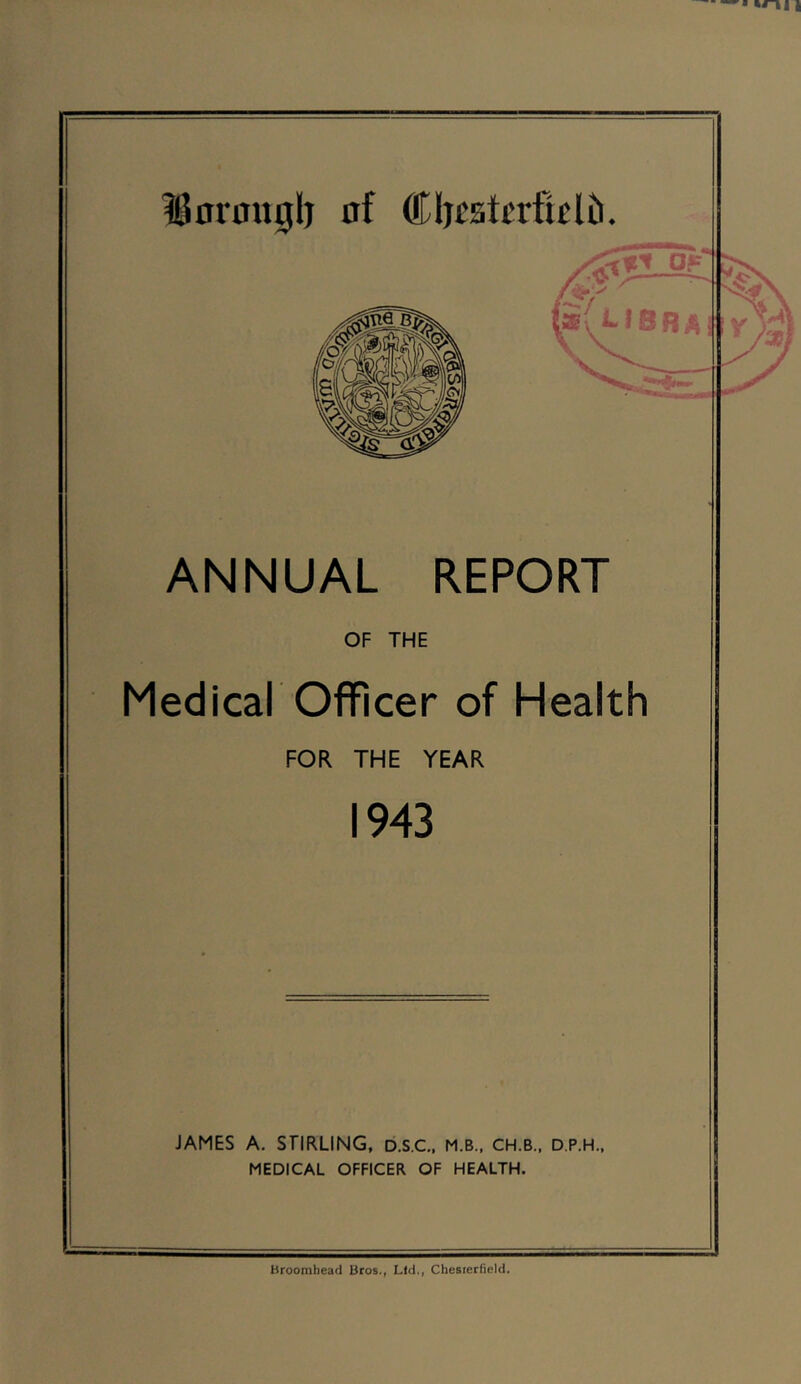 Borough of Chesterfield.
LIBRA Y
ANNUAL REPORT
OF THE
Medical Officer of Health
FOR THE YEAR
1943
JAMES A. STIRLING, D.S.C., M.B., CH.B., D.P.H.,
MEDICAL OFFICER OF HEALTH.
Broomhead Bros., Ltd., Chesterfield.